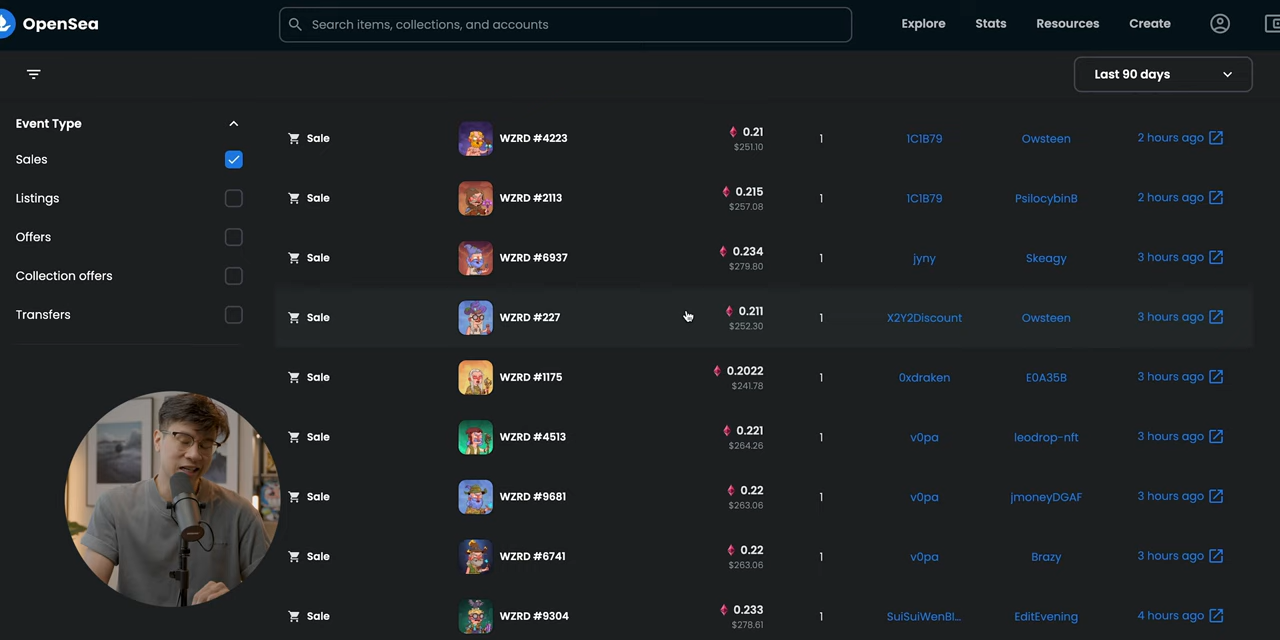 OpenSea
Search items, collections, and accounts
Explore
Stats
Resources
Create
Last 90 days
Event Type
Sales
Listings
Offers
Collection offers
Transfers
Sale WZRD #4223 0.21 1 1C1B79 Owsteen 2 hours ago
$251.10
Sale WZRD #2113 0.215 1 1C1B79 PsilocybinB 2 hours ago
$257.08
Sale WZRD #6937 0.234 1 jyny Skeagy 3 hours ago
$279.80
Sale WZRD #227 0.211 1 X2Y2Discount Owsteen 3 hours ago
$252.30
Sale WZRD #1175 0.2022 1 0xdraken E0A35B 3 hours ago
$241.78
Sale WZRD #4513 0.221 1 v0pa leodrop-nft 3 hours ago
$264.26
Sale WZRD #9681 0.22 1 v0pa jmoneyDGAF 3 hours ago
$263.06
Sale WZRD #6741 0.22 1 v0pa Brazy 3 hours ago
$263.06
Sale WZRD #9304 0.233 1 SuiSuiWenBl... EditEvening 4 hours ago
$278.61